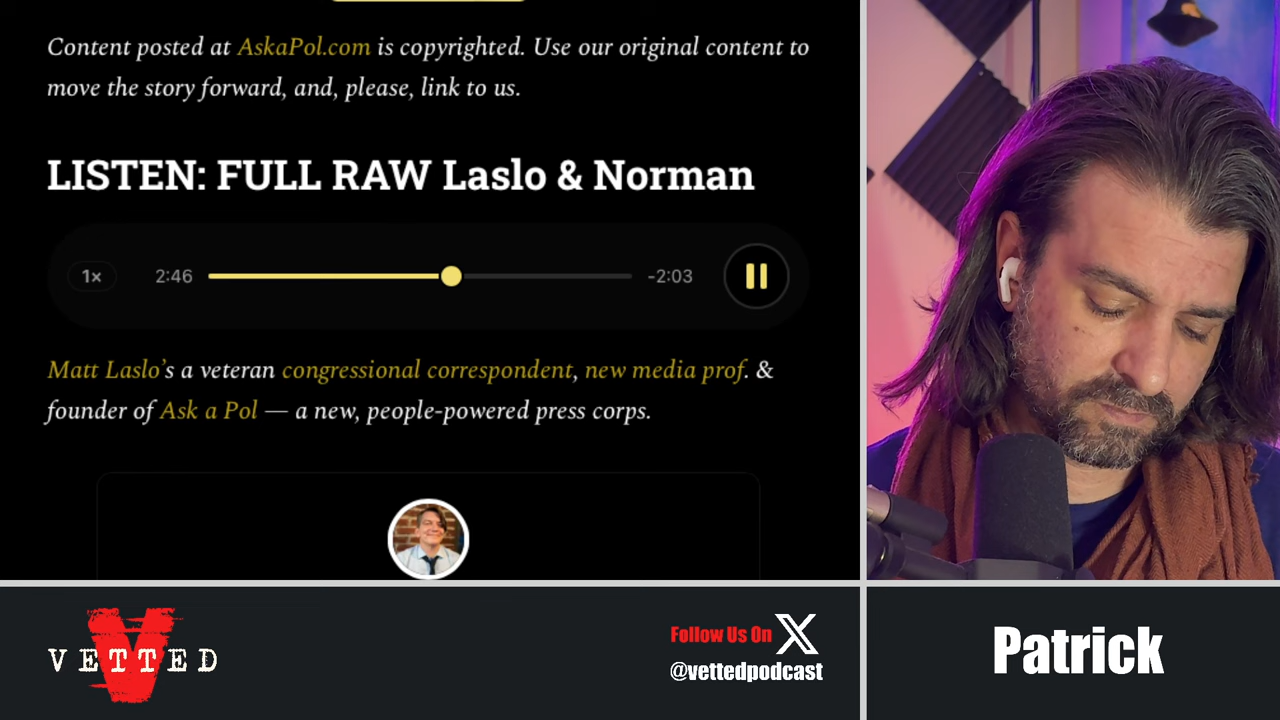 Content posted at AskaPol.com is copyrighted. Use our original content to
move the story forward, and, please, link to us.
LISTEN: FULL RAW Laslo & Norman
1×
2:46
-2:03
Matt Laslo’s a veteran congressional correspondent, new media prof. &
founder of Ask a Pol — a new, people-powered press corps.
VETTED
Follow Us On X
@vettedpodcast
Patrick